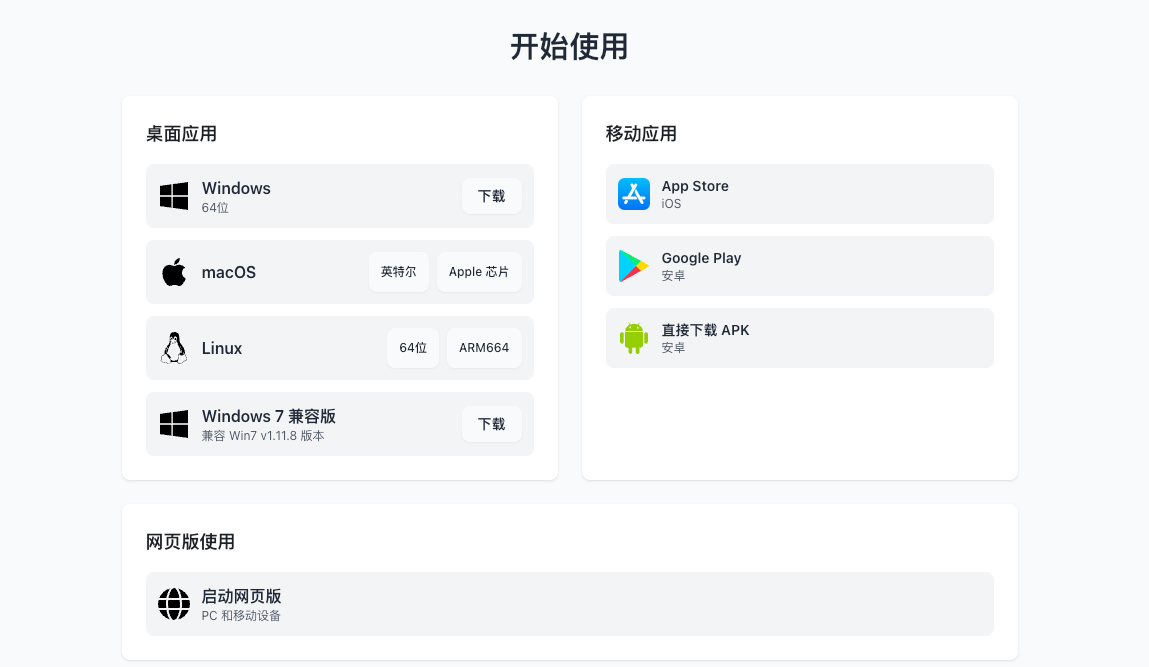 开始使用
桌面应用
Windows
64位
下载
macOS
英特尔
Apple 芯片
Linux
64位
ARM664
Windows 7 兼容版
兼容 Win7 v1.11.8 版本
下载
移动应用
App Store
iOS
Google Play
安卓
直接下载 APK
安卓
网页版使用
启动网页版
PC 和移动设备